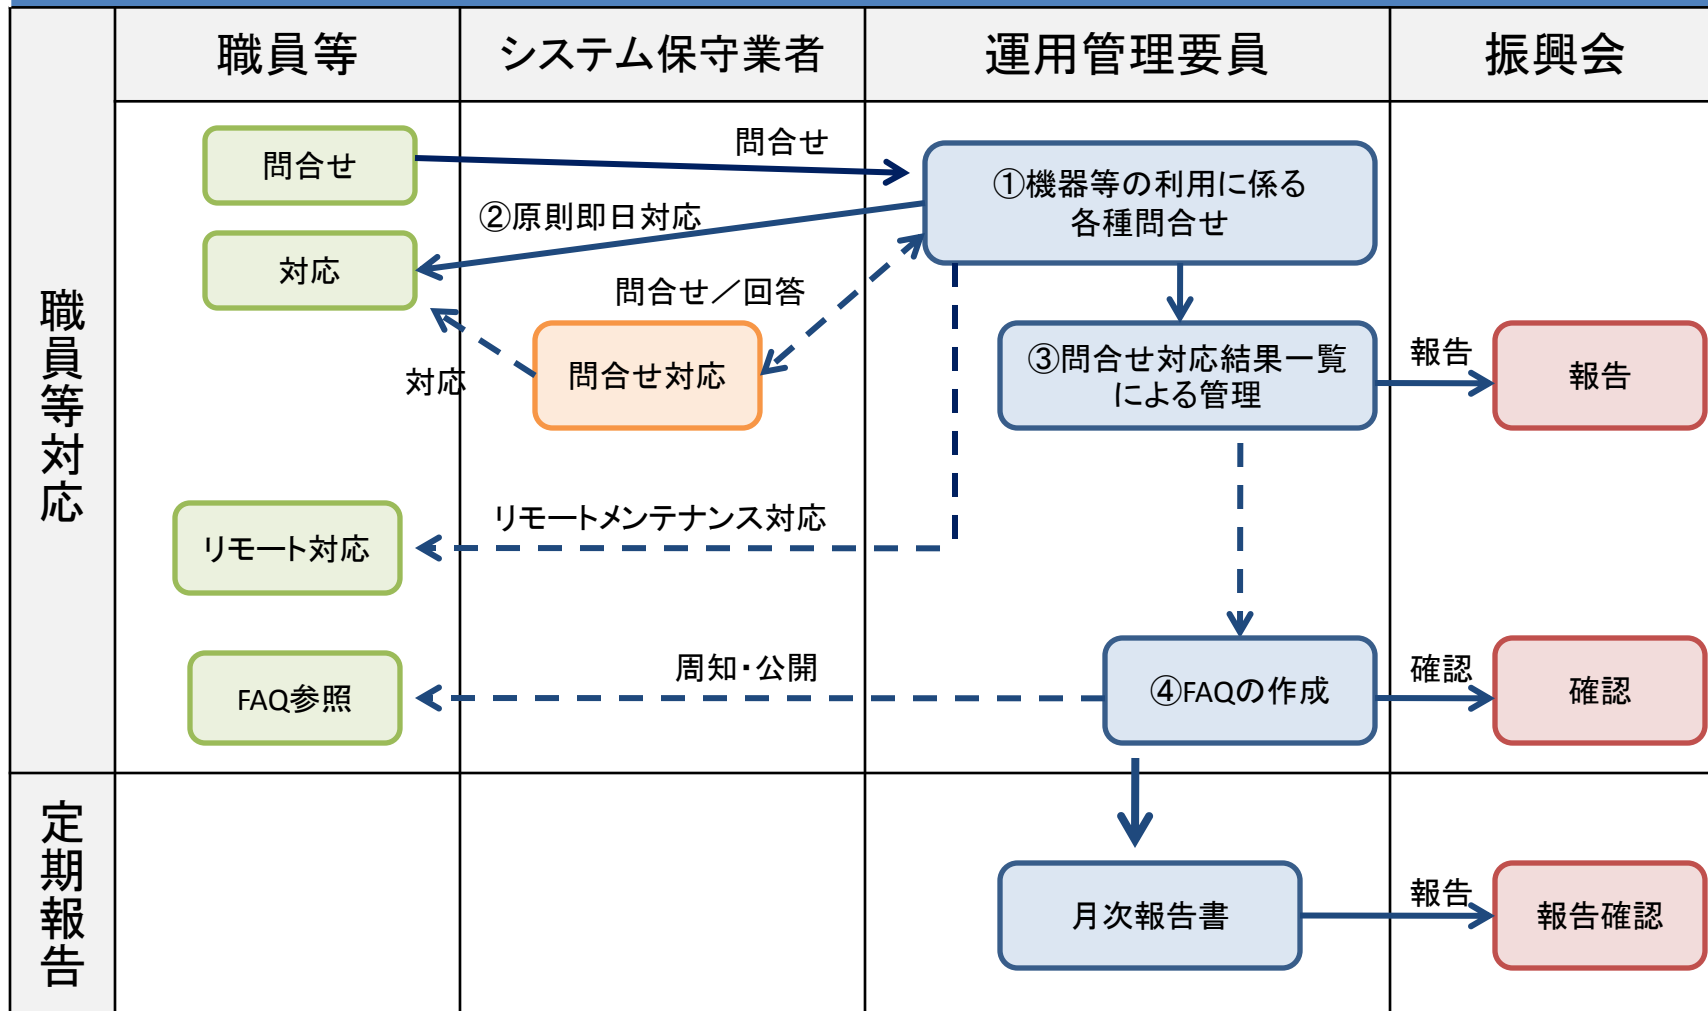 職員等
システム保守業者
運用管理要員
振興会
職員等対応
問合せ
問合せ
①機器等の利用に係る
各種問合せ
②原則即日対応
対応
問合せ／回答
対応
問合せ対応
③問合せ対応結果一覧
による管理
報告
報告
リモートメンテナンス対応
リモート対応
周知・公開
FAQ参照
④FAQの作成
確認
確認
定期報告
月次報告書
報告
報告確認